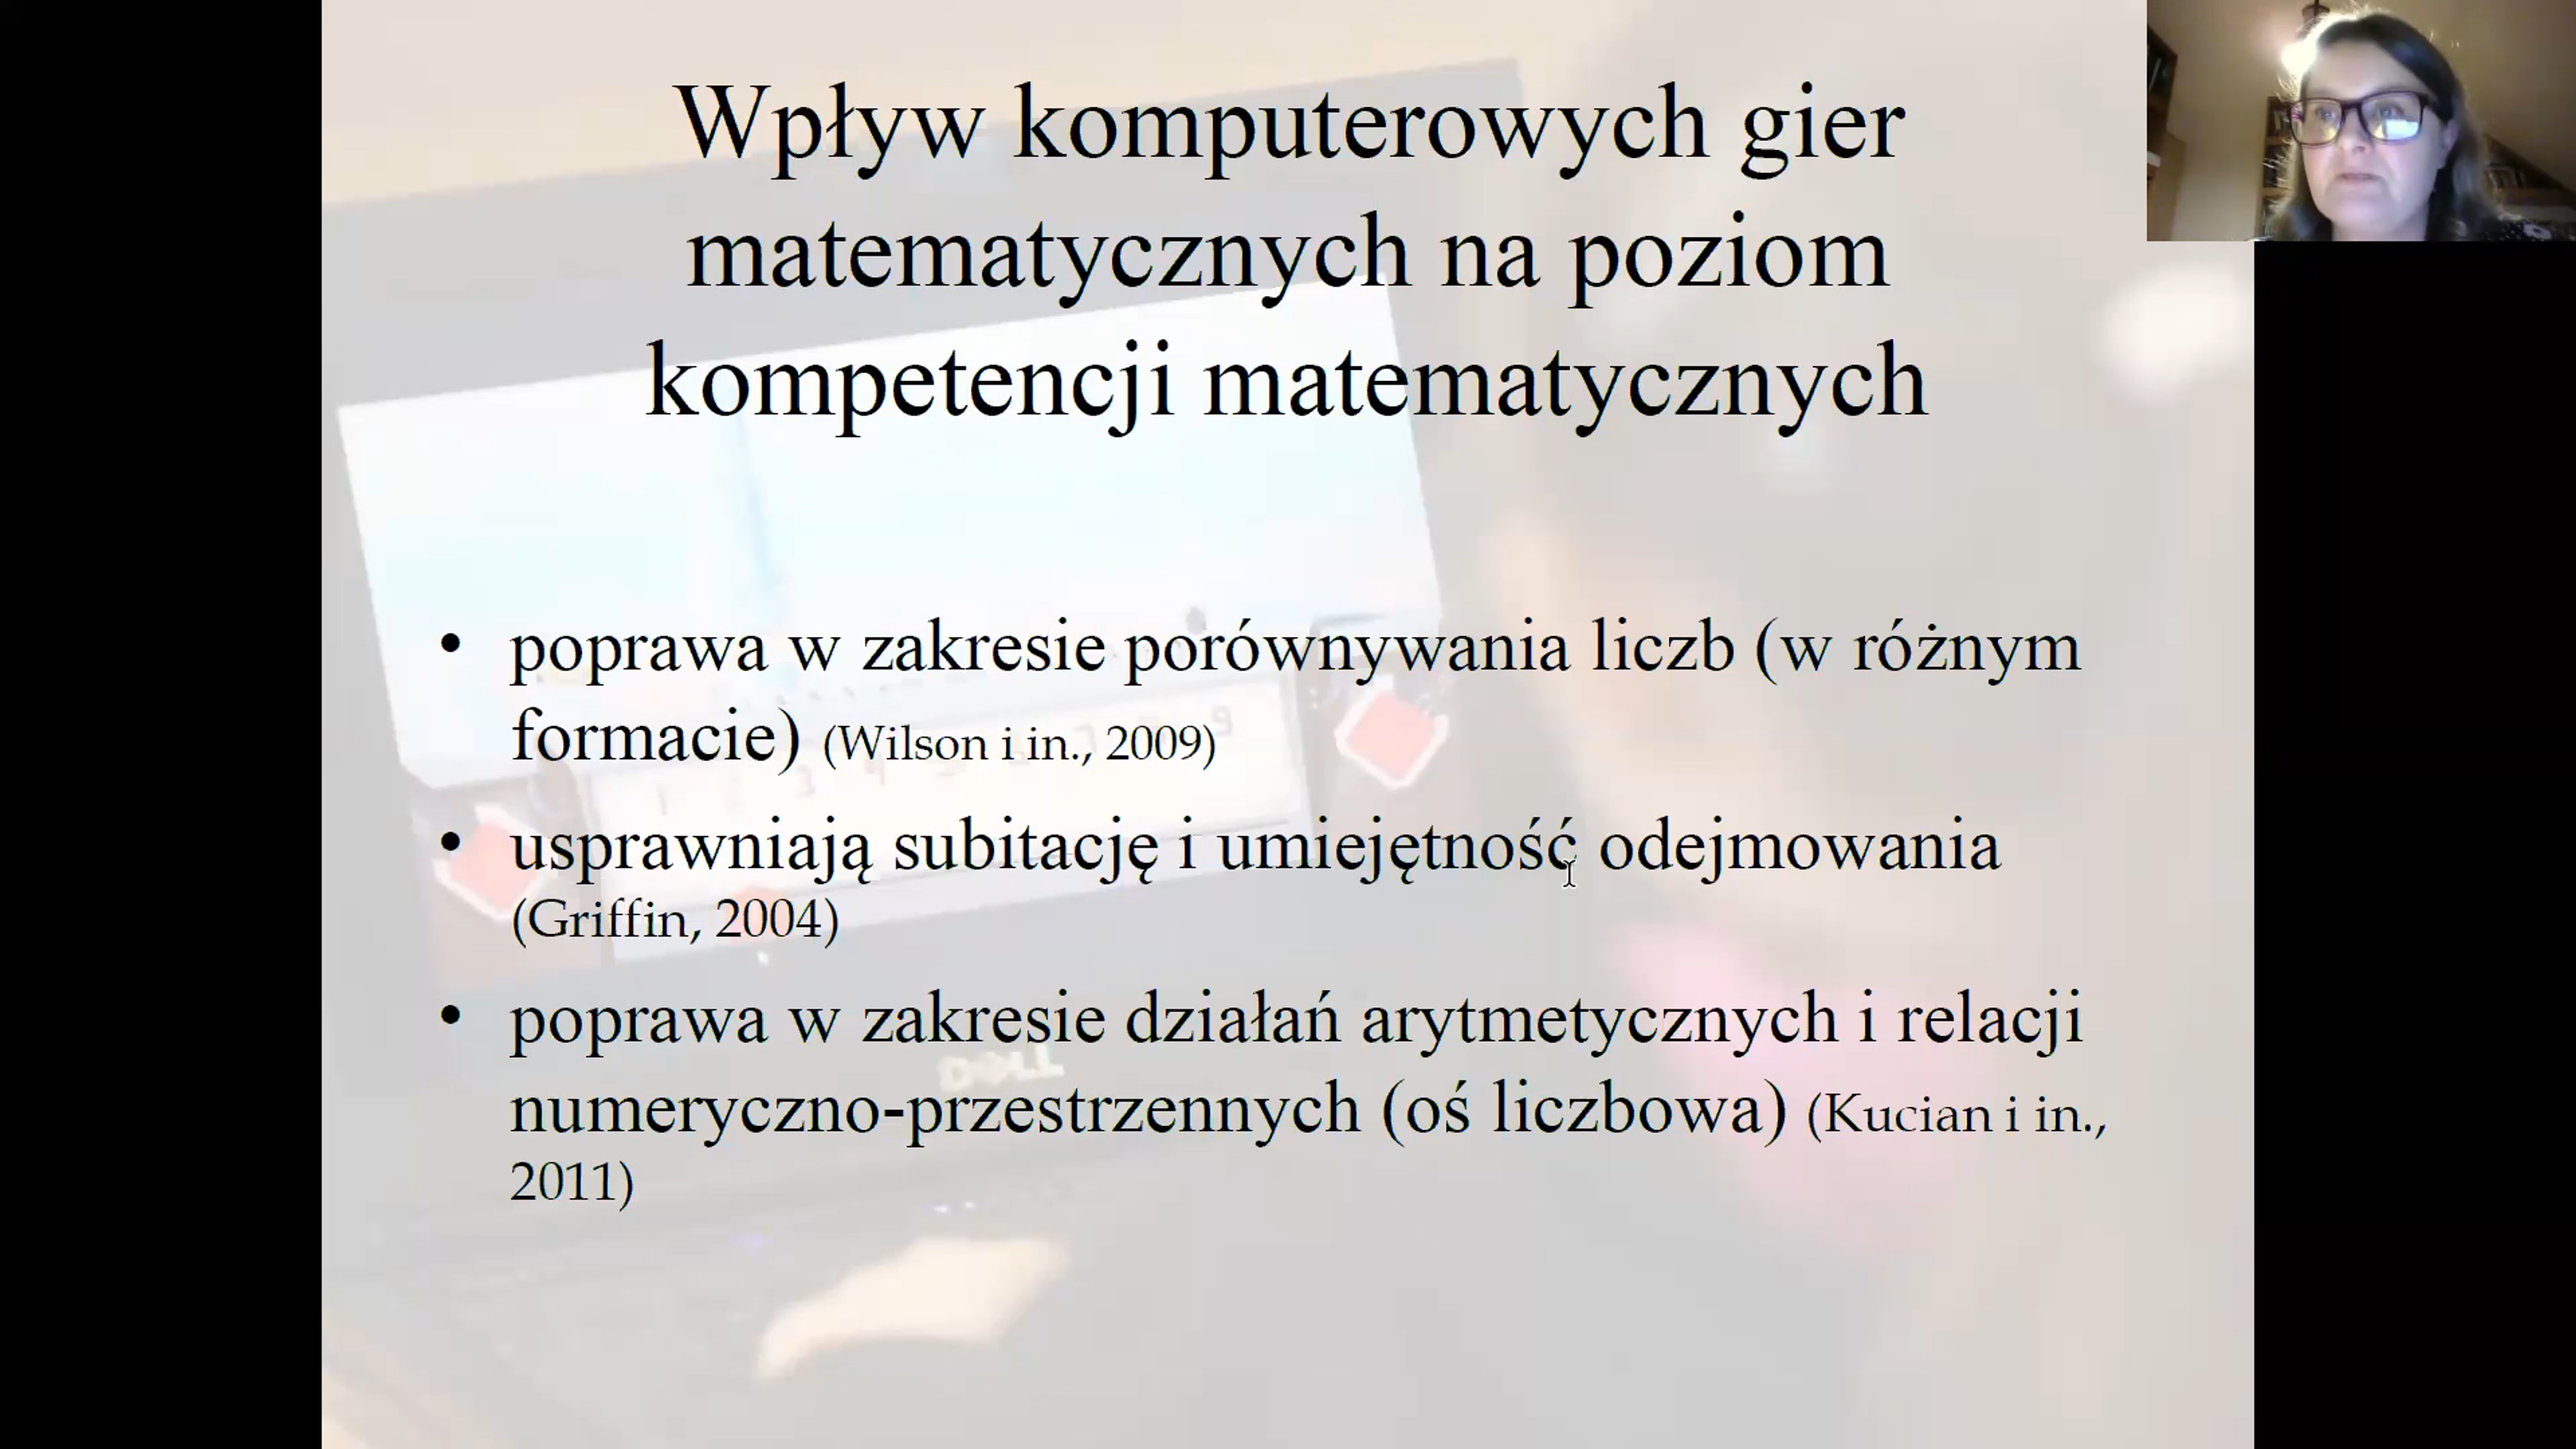 Wpływ komputerowych gier
matematycznych na poziom
kompetencji matematycznych
• poprawa w zakresie porównywania liczb (w różnym
formacie) (Wilson i in., 2009)
• usprawniają subitację i umiejętność odejmowania
(Griffin, 2004)
• poprawa w zakresie działań arytmetycznych i relacji
numeryczno-przestrzennych (oś liczbowa) (Kucian i in.,
2011)
DELL